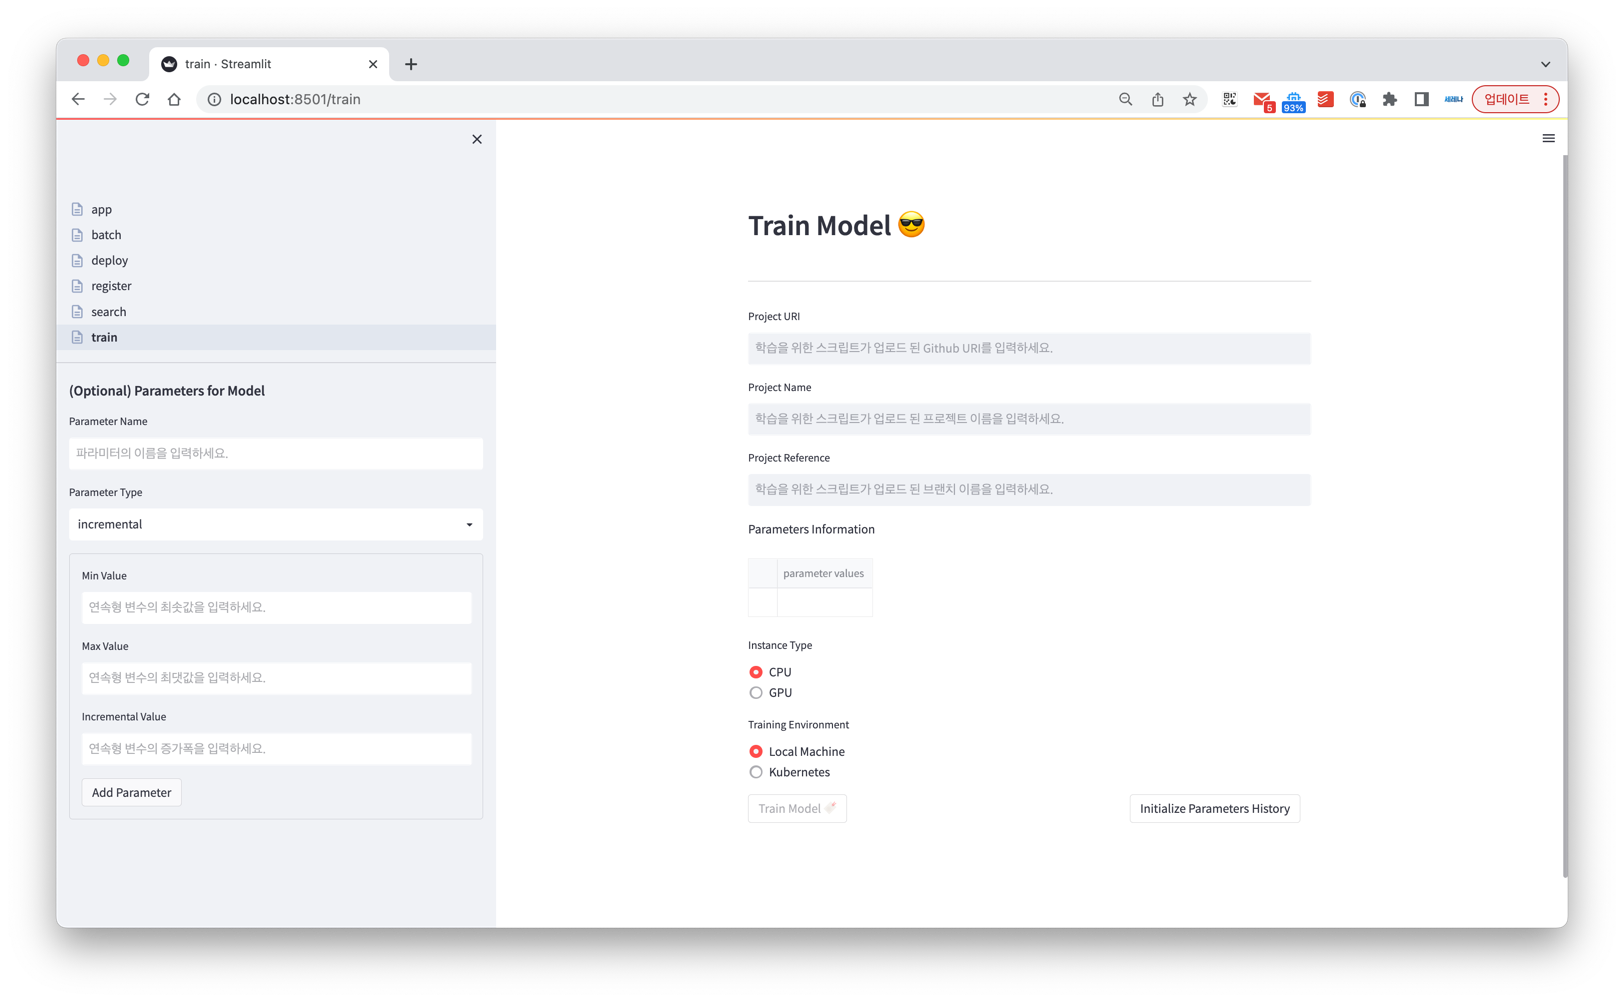 train · Streamlit
localhost:8501/train
5
93%
업데이트
app
batch
deploy
register
search
train
(Optional) Parameters for Model
Parameter Name
파라미터의 이름을 입력하세요.
Parameter Type
incremental
Min Value
연속형 변수의 최솟값을 입력하세요.
Max Value
연속형 변수의 최댓값을 입력하세요.
Incremental Value
연속형 변수의 증가폭을 입력하세요.
Add Parameter
Train Model 😎
Project URI
학습을 위한 스크립트가 업로드 된 Github URI를 입력하세요.
Project Name
학습을 위한 스크립트가 업로드 된 프로젝트 이름을 입력하세요.
Project Reference
학습을 위한 스크립트가 업로드 된 브랜치 이름을 입력하세요.
Parameters Information
parameter values
Instance Type
CPU
GPU
Training Environment
Local Machine
Kubernetes
Train Model 🚀
Initialize Parameters History